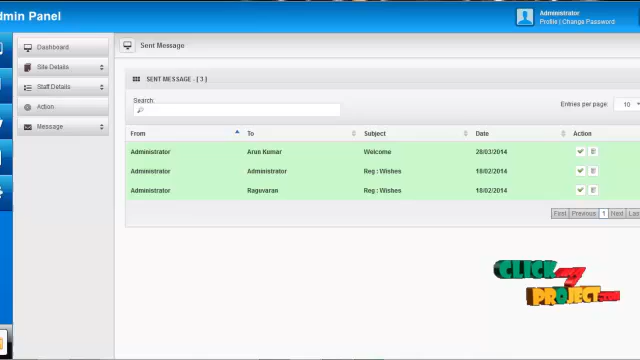 dmin Panel
Administrator
Profile | Change Password
Dashboard
Site Details
Staff Details
Action
Message
Sent Message
SENT MESSAGE - ( 3 )
Search:
Entries per page: 10
From To Subject Date Action
Administrator Arun Kumar Welcome 28/03/2014
Administrator Administrator Reg : Wishes 18/02/2014
Administrator Raguvaran Reg : Wishes 18/02/2014
First Previous 1 Next Las
CLICK
PROJECT.COM